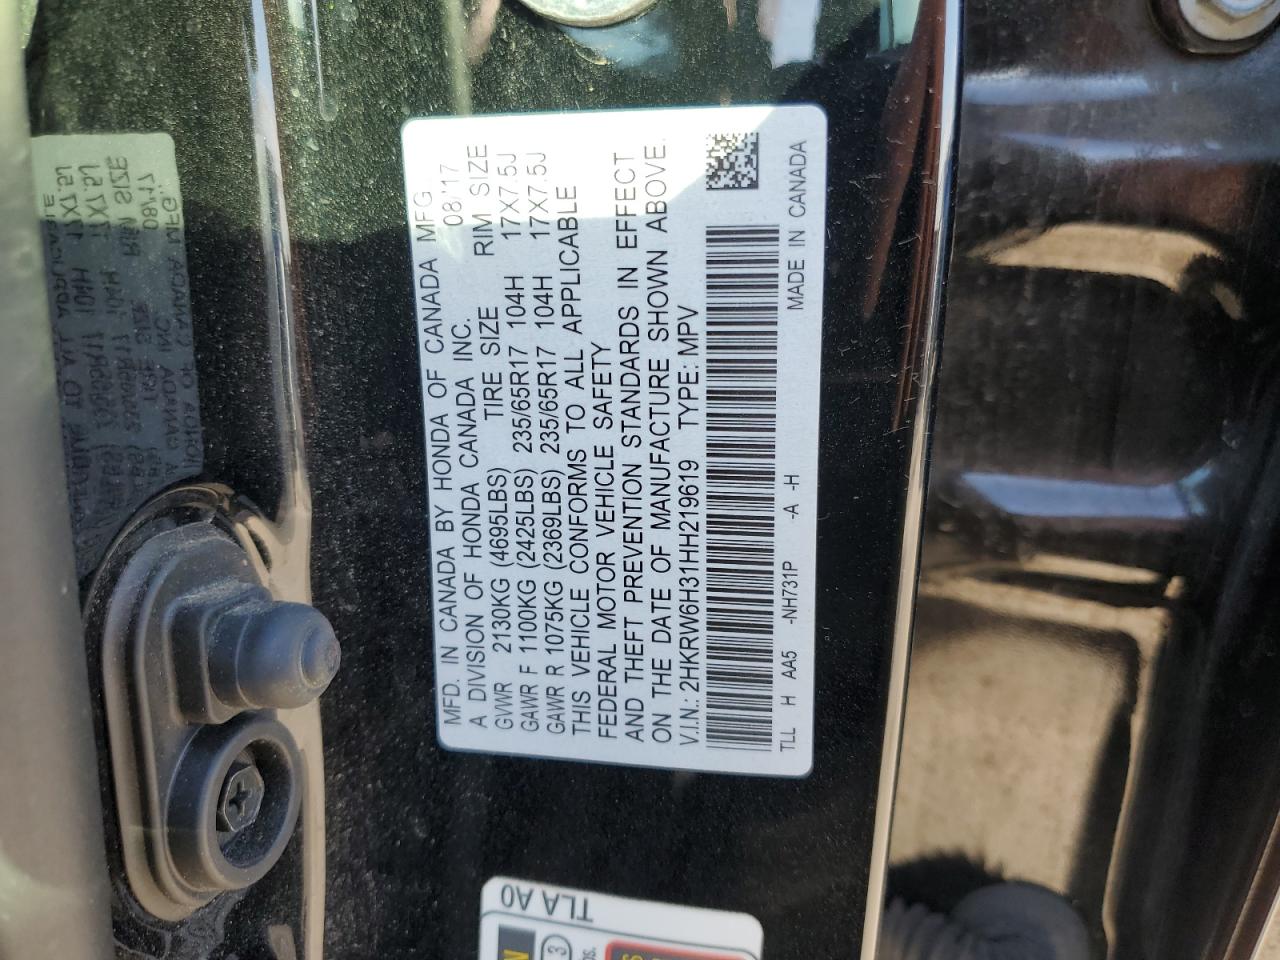 MFD. IN CANADA BY HONDA OF CANADA MFG.
A DIVISION OF HONDA CANADA INC. 08/'17
TIRE SIZE RIM SIZE
GVWR 2130KG (4695LBS)
GAWR F 1100KG (2425LBS) 235/65R17 104H 17X7.5J
GAWR R 1075KG (2369LBS) 235/65R17 104H 17X7.5J
THIS VEHICLE CONFORMS TO ALL APPLICABLE
FEDERAL MOTOR VEHICLE SAFETY
AND THEFT PREVENTION STANDARDS IN EFFECT
ON THE DATE OF MANUFACTURE SHOWN ABOVE.
V.I.N.: 2HKRW6H31HH219619 TYPE: MPV
TLL H AA5 -NH731P -A -H MADE IN CANADA
TLA A0
3